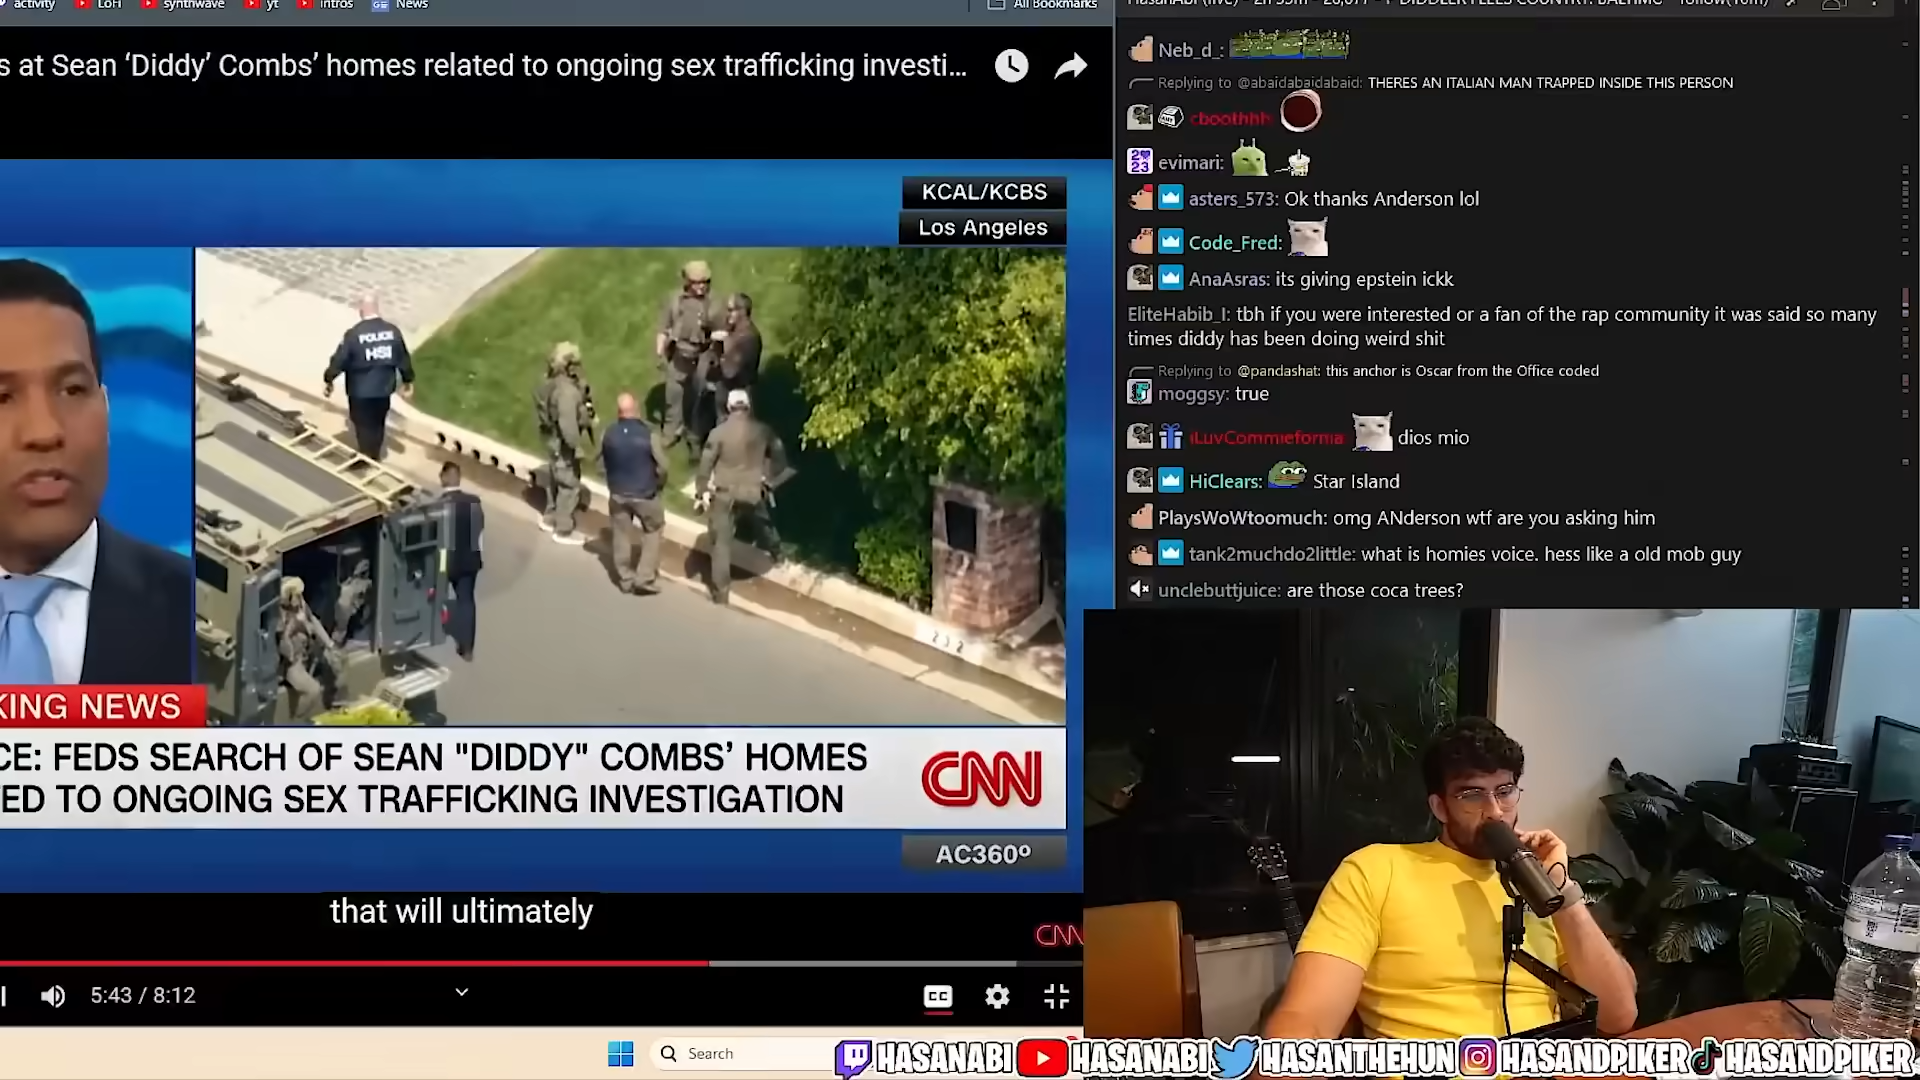 activity
LoFi
synthwave
yt
intros
News
All Bookmarks
s at Sean ‘Diddy’ Combs’ homes related to ongoing sex trafficking investi...
KCAL/KCBS
Los Angeles
POLICE
HSI
KING NEWS
CE: FEDS SEARCH OF SEAN "DIDDY" COMBS’ HOMES
ED TO ONGOING SEX TRAFFICKING INVESTIGATION
CNN
AC360º
that will ultimately
CNN
5:43 / 8:12
CC
Search
Neb_d_:
Replying to @abaidabaidabaid: THERES AN ITALIAN MAN TRAPPED INSIDE THIS PERSON
cboothhh
evimari:
asters_573: Ok thanks Anderson lol
Code_Fred:
AnaAsras: its giving epstein ickk
EliteHabib_I: tbh if you were interested or a fan of the rap community it was said so many
times diddy has been doing weird shit
Replying to @pandashat: this anchor is Oscar from the Office coded
moggsy: true
iLuvCommieformia dios mio
HiClears: Star Island
PlaysWoWtoomuch: omg ANderson wtf are you asking him
tank2muchdo2little: what is homies voice. hess like a old mob guy
unclebuttjuice: are those coca trees?
HASANABI HASANABI HASANTHEHUN HASANDPIKER HASANDPIKER